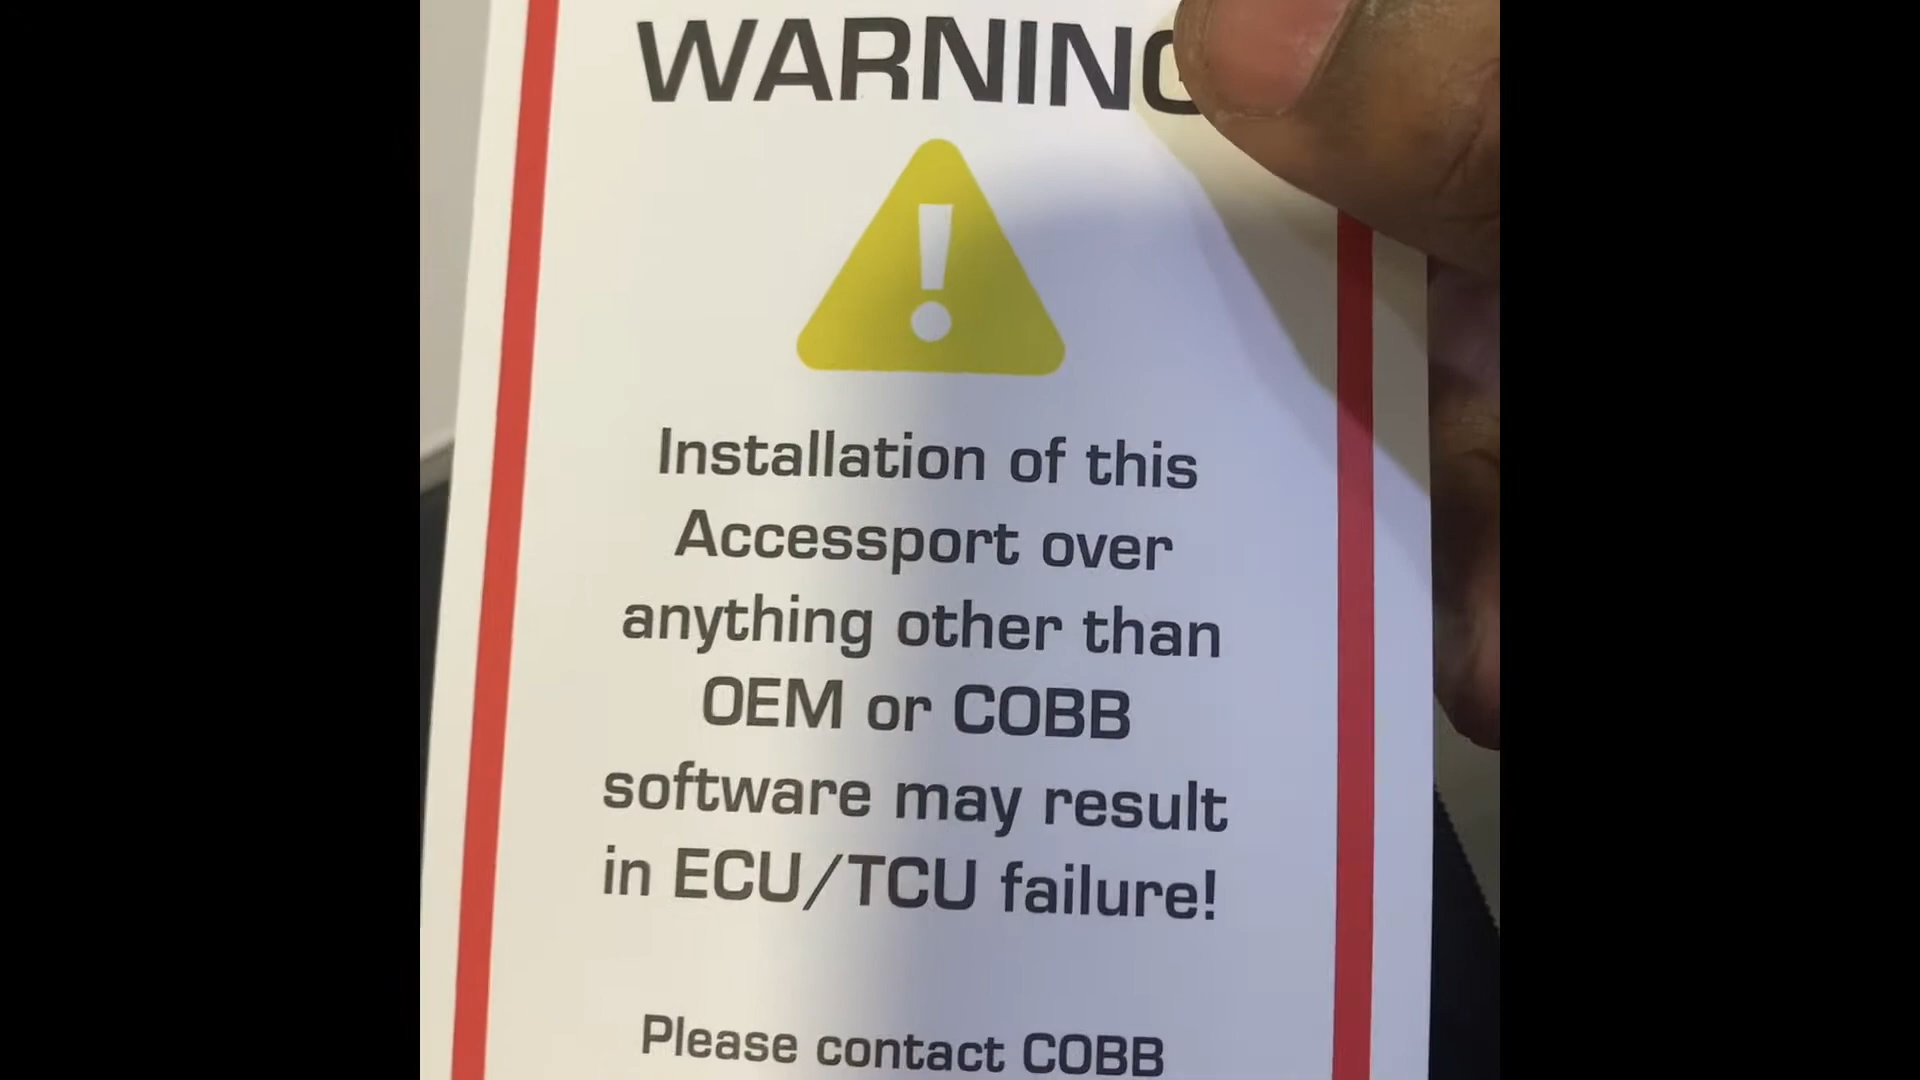 WARNING
!
Installation of this
Accessport over
anything other than
OEM or COBB
software may result
in ECU/TCU failure!
Please contact COBB